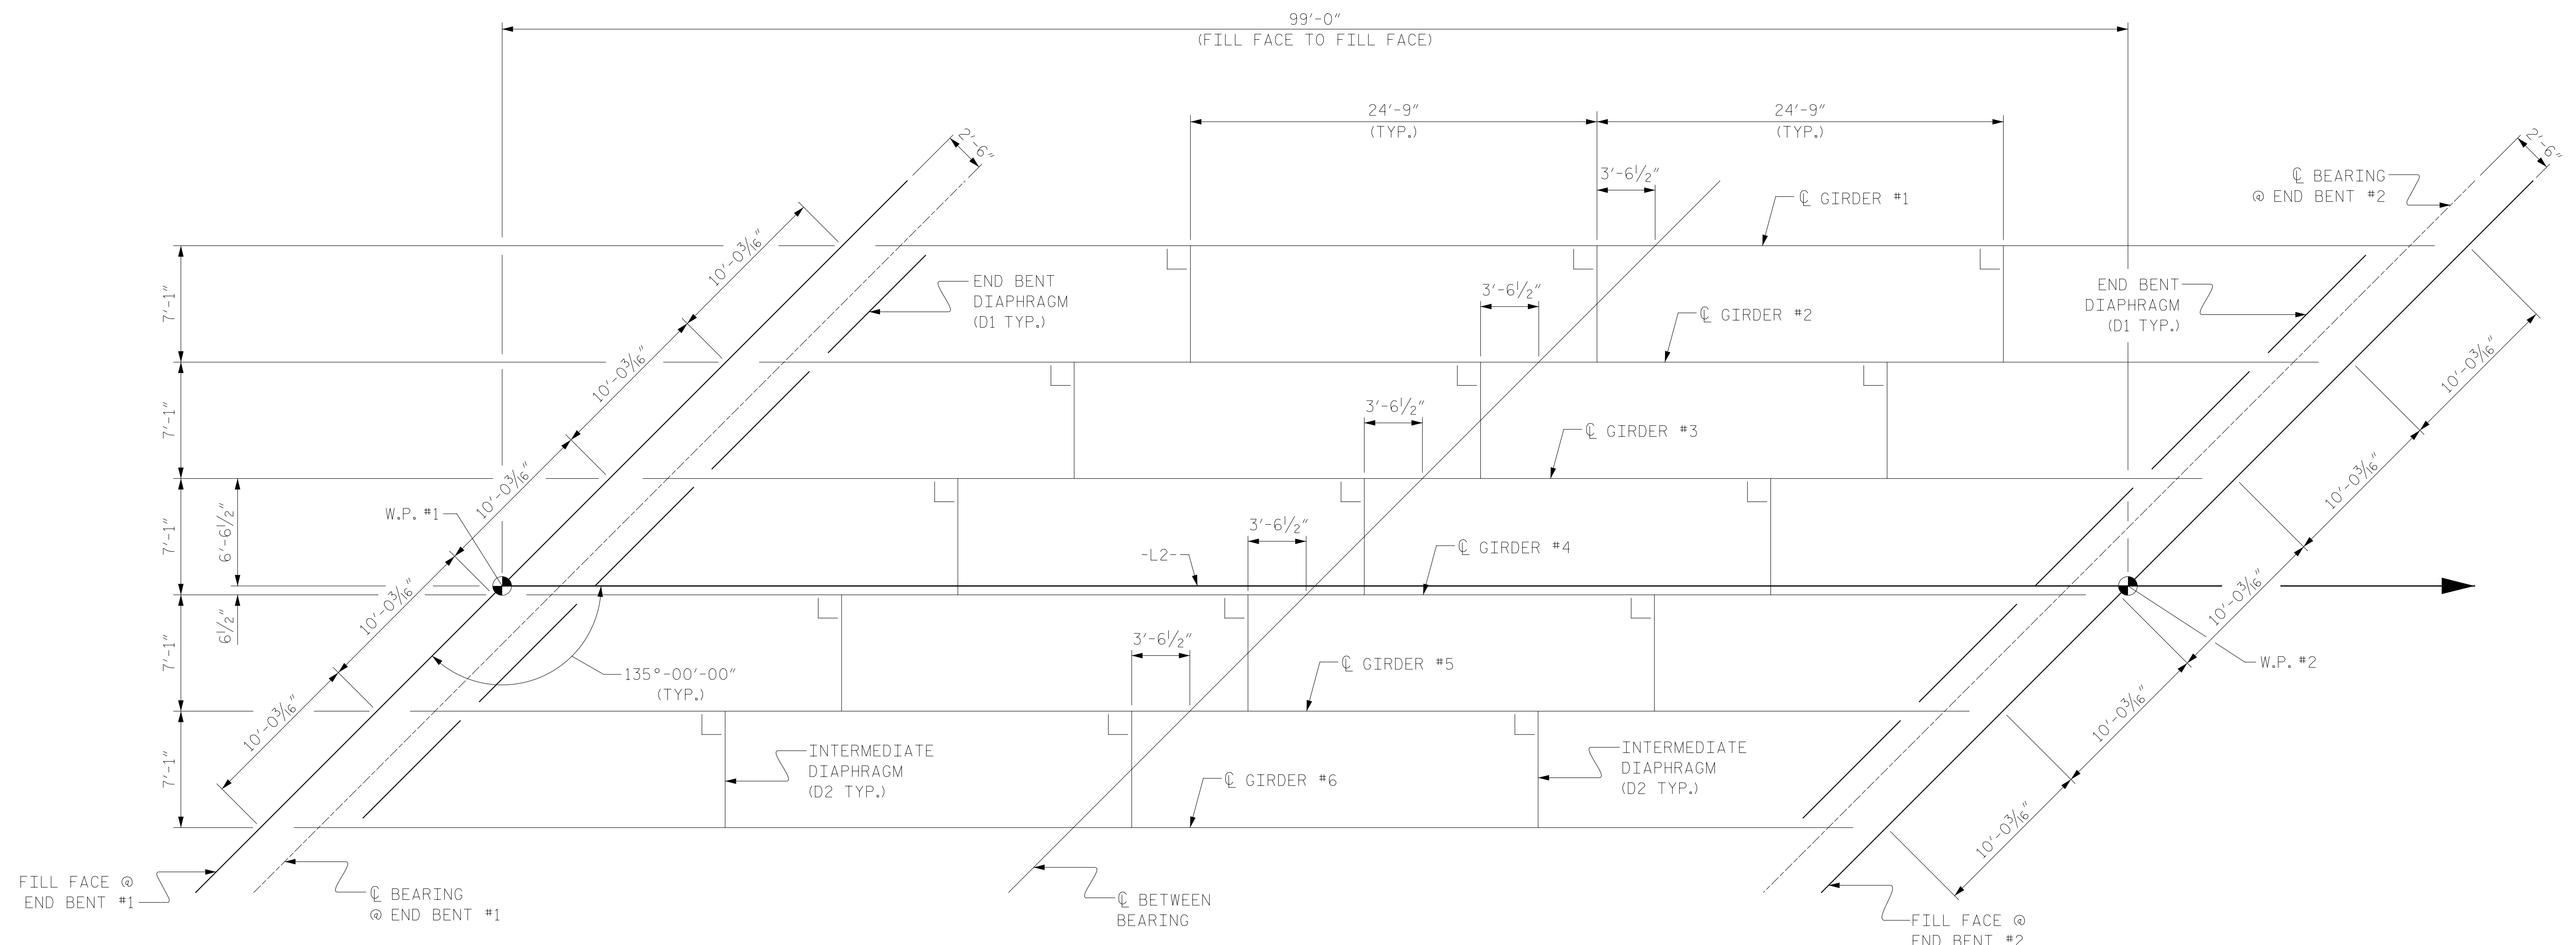 99'-0"
(FILL FACE TO FILL FACE)
24'-9"
(TYP.)
24'-9"
(TYP.)
2'-6"
2'-6"
3'-6½"
℄ BEARING
@ END BENT #2
℄ GIRDER #1
10'-0³⁄₁₆"
END BENT
DIAPHRAGM
(D1 TYP.)
3'-6½"
END BENT
DIAPHRAGM
(D1 TYP.)
7'-1"
℄ GIRDER #2
10'-0³⁄₁₆"
10'-0³⁄₁₆"
7'-1"
3'-6½"
℄ GIRDER #3
10'-0³⁄₁₆"
10'-0³⁄₁₆"
W.P. #1
7'-1"
6'-6½"
3'-6½"
-L2-
℄ GIRDER #4
10'-0³⁄₁₆"
10'-0³⁄₁₆"
6½"
7'-1"
3'-6½"
℄ GIRDER #5
135°-00'-00"
(TYP.)
W.P. #2
10'-0³⁄₁₆"
10'-0³⁄₁₆"
7'-1"
INTERMEDIATE
DIAPHRAGM
(D2 TYP.)
℄ GIRDER #6
INTERMEDIATE
DIAPHRAGM
(D2 TYP.)
10'-0³⁄₁₆"
FILL FACE @
END BENT #1
℄ BEARING
@ END BENT #1
℄ BETWEEN
BEARING
FILL FACE @
END BENT #2